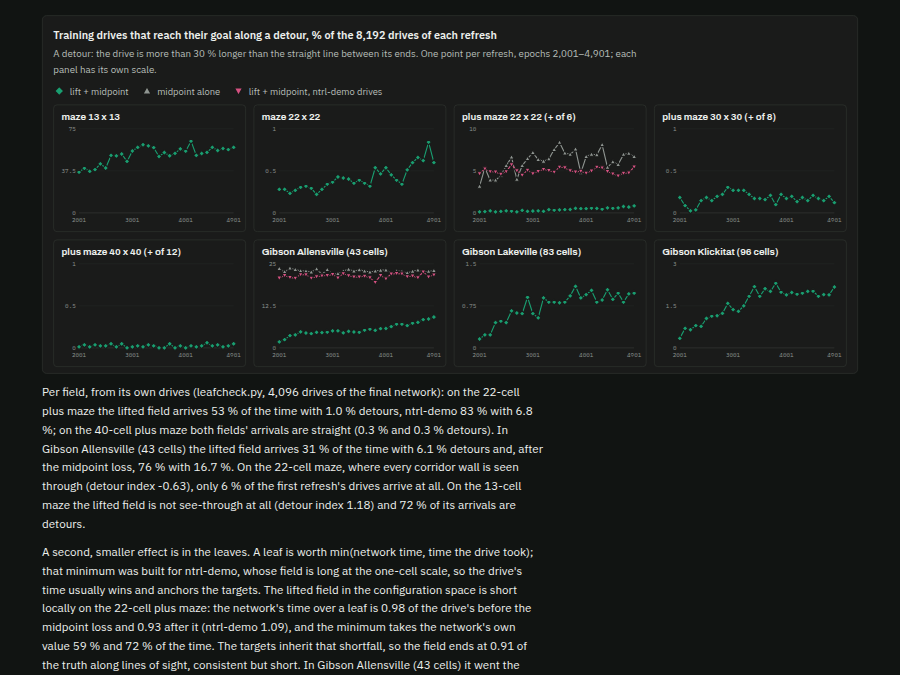 Training drives that reach their goal along a detour, % of the 8,192 drives of each refresh
A detour: the drive is more than 30 % longer than the straight line between its ends. One point per refresh, epochs 2,001–4,901; each
panel has its own scale.
lift + midpoint midpoint alone lift + midpoint, ntrl-demo drives
maze 13 x 13
75
37.5
0
2001 3001 4001 4901
maze 22 x 22
1
0.5
0
2001 3001 4001 4901
plus maze 22 x 22 (+ of 6)
10
5
0
2001 3001 4001 4901
plus maze 30 x 30 (+ of 8)
1
0.5
0
2001 3001 4001 4901
plus maze 40 x 40 (+ of 12)
1
0.5
0
2001 3001 4001 4901
Gibson Allensville (43 cells)
25
12.5
0
2001 3001 4001 4901
Gibson Lakeville (83 cells)
1.5
0.75
0
2001 3001 4001 4901
Gibson Klickitat (96 cells)
3
1.5
0
2001 3001 4001 4901
Per field, from its own drives (leafcheck.py, 4,096 drives of the final network): on the 22-cell
plus maze the lifted field arrives 53 % of the time with 1.0 % detours, ntrl-demo 83 % with 6.8
%; on the 40-cell plus maze both fields' arrivals are straight (0.3 % and 0.3 % detours). In
Gibson Allensville (43 cells) the lifted field arrives 31 % of the time with 6.1 % detours and, after
the midpoint loss, 76 % with 16.7 %. On the 22-cell maze, where every corridor wall is seen
through (detour index -0.63), only 6 % of the first refresh's drives arrive at all. On the 13-cell
maze the lifted field is not see-through at all (detour index 1.18) and 72 % of its arrivals are
detours.
A second, smaller effect is in the leaves. A leaf is worth min(network time, time the drive took);
that minimum was built for ntrl-demo, whose field is long at the one-cell scale, so the drive's
time usually wins and anchors the targets. The lifted field in the configuration space is short
locally on the 22-cell plus maze: the network's time over a leaf is 0.98 of the drive's before the
midpoint loss and 0.93 after it (ntrl-demo 1.09), and the minimum takes the network's own
value 59 % and 72 % of the time. The targets inherit that shortfall, so the field ends at 0.91 of
the truth along lines of sight, consistent but short. In Gibson Allensville (43 cells) it went the